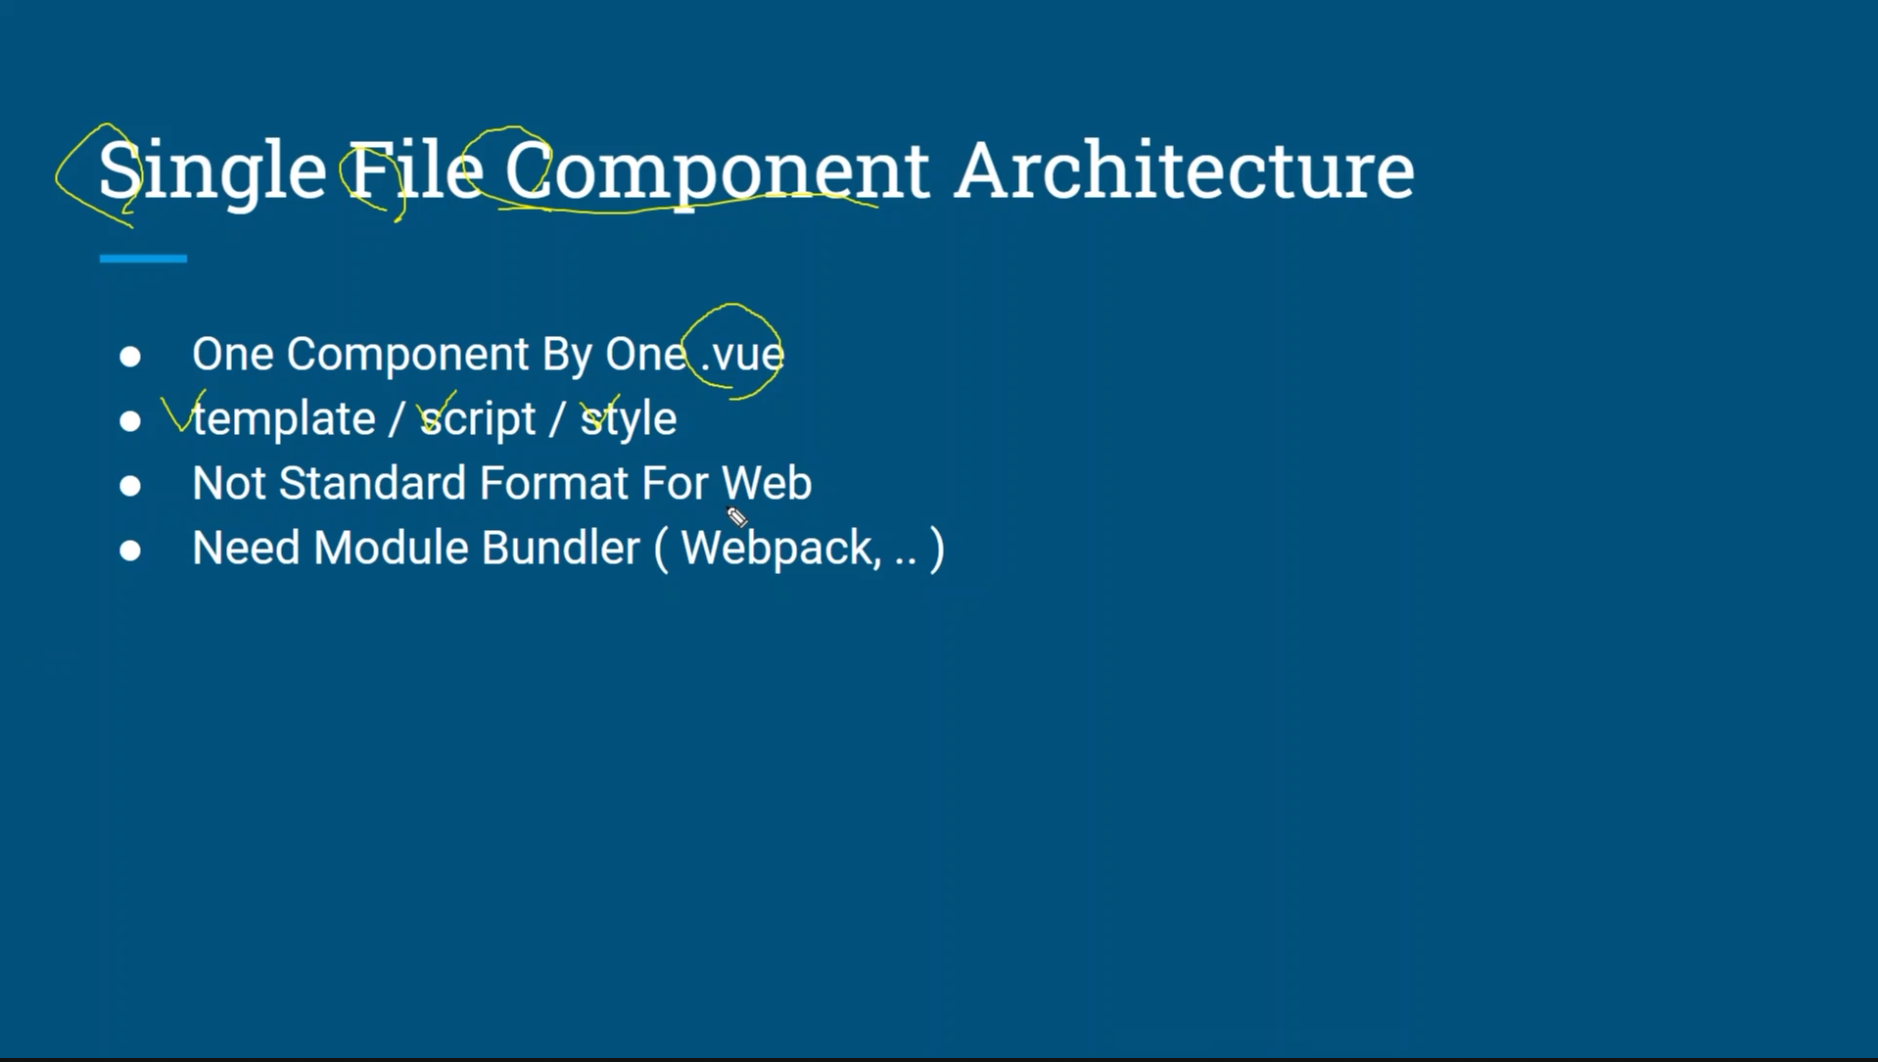 Single File Component Architecture
● One Component By One .vue
● template / script / style
● Not Standard Format For Web
● Need Module Bundler ( Webpack, .. )